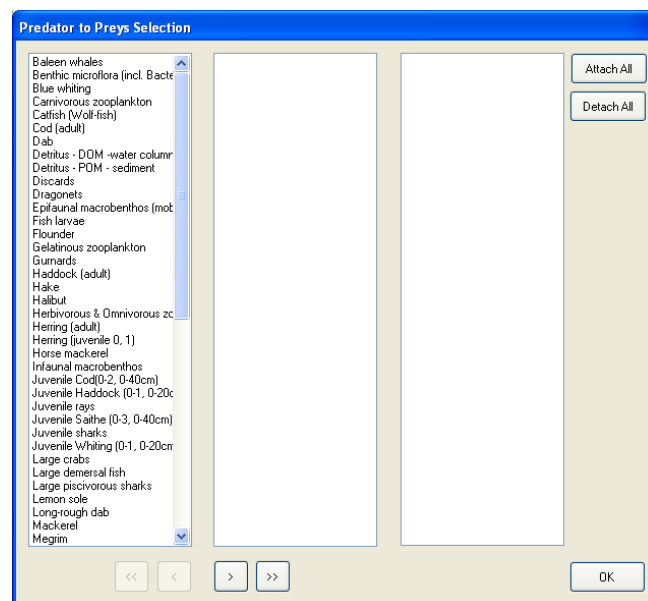 Predator to Preys Selection
Baleen whales
Benthic microflora (incl. Bacte
Blue whiting
Carnivorous zooplankton
Catfish (Wolf-fish)
Cod (adult)
Dab
Detritus - DOM -water column
Detritus - POM - sediment
Discards
Dragonets
Epifaunal macrobenthos (mob
Fish larvae
Flounder
Gelatinous zooplankton
Gurnards
Haddock (adult)
Hake
Halibut
Herbivorous & Omnivorous zo
Herring (adult)
Herring (juvenile 0, 1)
Horse mackerel
Infaunal macrobenthos
Juvenile Cod(0-2, 0-40cm)
Juvenile Haddock (0-1, 0-20c
Juvenile rays
Juvenile Saithe (0-3, 0-40cm)
Juvenile sharks
Juvenile Whiting (0-1, 0-20cm
Large crabs
Large demersal fish
Large piscivorous sharks
Lemon sole
Long-rough dab
Mackerel
Megrim
Attach All
Detach All
<< < > >>
OK